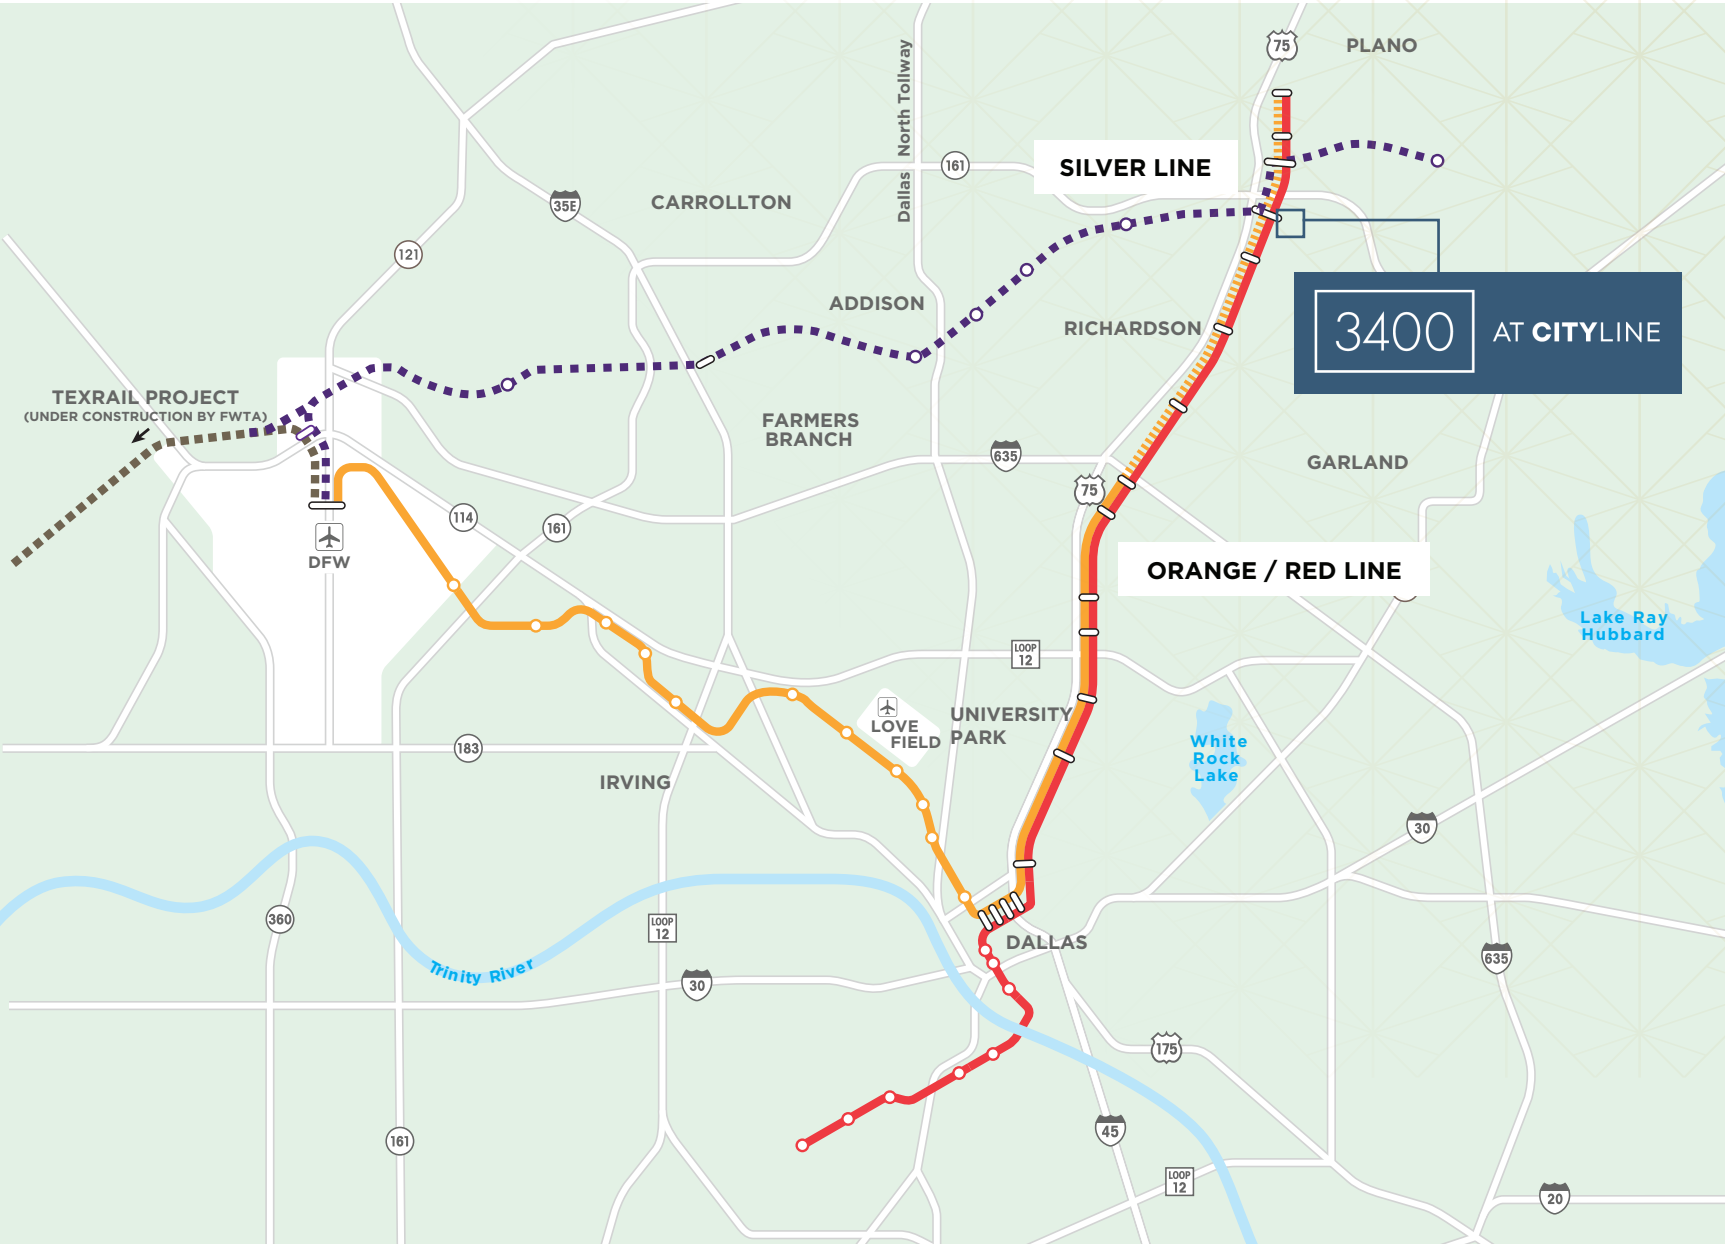 75
PLANO
Dallas North Tollway
161
SILVER LINE
35E
CARROLLTON
121
ADDISON
RICHARDSON
3400 AT CITYLINE
TEXRAIL PROJECT
(UNDER CONSTRUCTION BY FWTA)
FARMERS
BRANCH
635
GARLAND
75
114
161
DFW
ORANGE / RED LINE
Lake Ray
Hubbard
LOOP
12
LOVE
FIELD
UNIVERSITY
PARK
White
Rock
Lake
183
IRVING
30
360
LOOP
12
DALLAS
635
Trinity River
30
175
161
45
LOOP
12
20